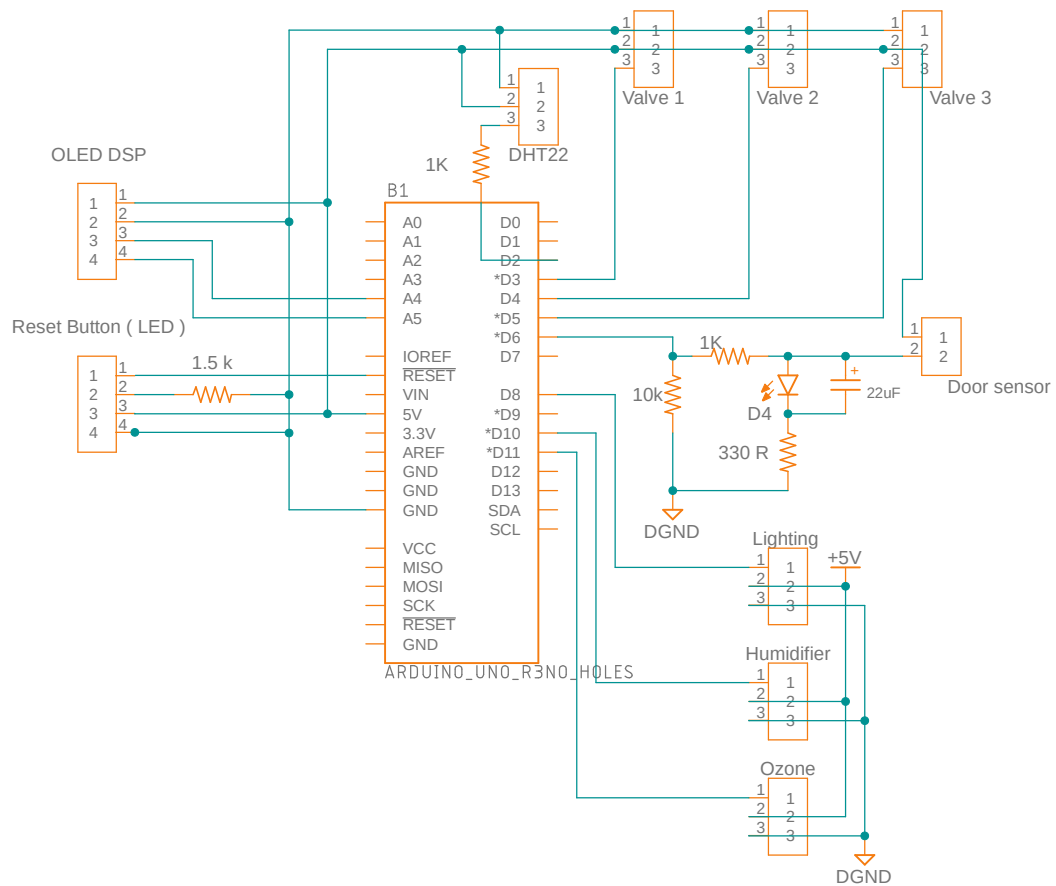 1 1 1 1 1 1
2 2 2 2 2 2
3 3 3 3 3 3
Valve 1 Valve 2 Valve 3
1 1
2 2
3 3
DHT22
1K
OLED DSP
1 1
2 2
3 3
4 4
Reset Button ( LED )
1 1
2 2
3 3
4 4
1.5 k
B1
A0 D0
A1 D1
A2 D2
A3 *D3
A4 D4
A5 *D5
*D6
IOREF D7
RESET
VIN D8
5V *D9
3.3V *D10
AREF *D11
GND D12
GND D13
GND SDA
SCL
VCC
MISO
MOSI
SCK
RESET
GND
ARDUINO_UNO_R3NO_HOLES
1K
10k
D4
+
22uF
330 R
DGND
1 1
2 2
Door sensor
Lighting
1 1
2 2
3 3
+5V
Humidifier
1 1
2 2
3 3
Ozone
1 1
2 2
3 3
DGND